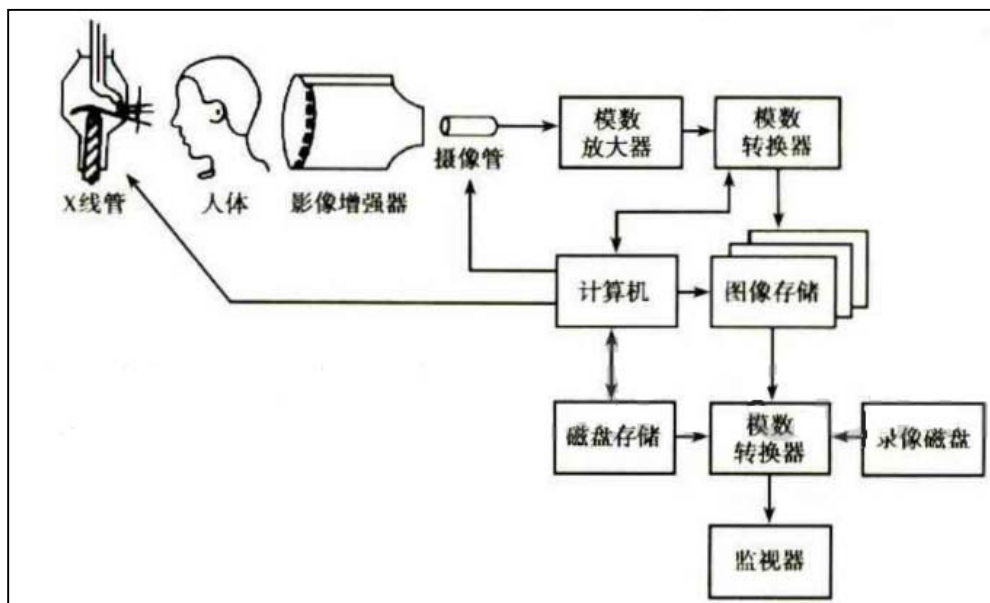 模数
放大器
模数
转换器
摄像管
X线管
人体
影像增强器
计算机
图像存储
磁盘存储
模数
转换器
录像磁盘
监视器